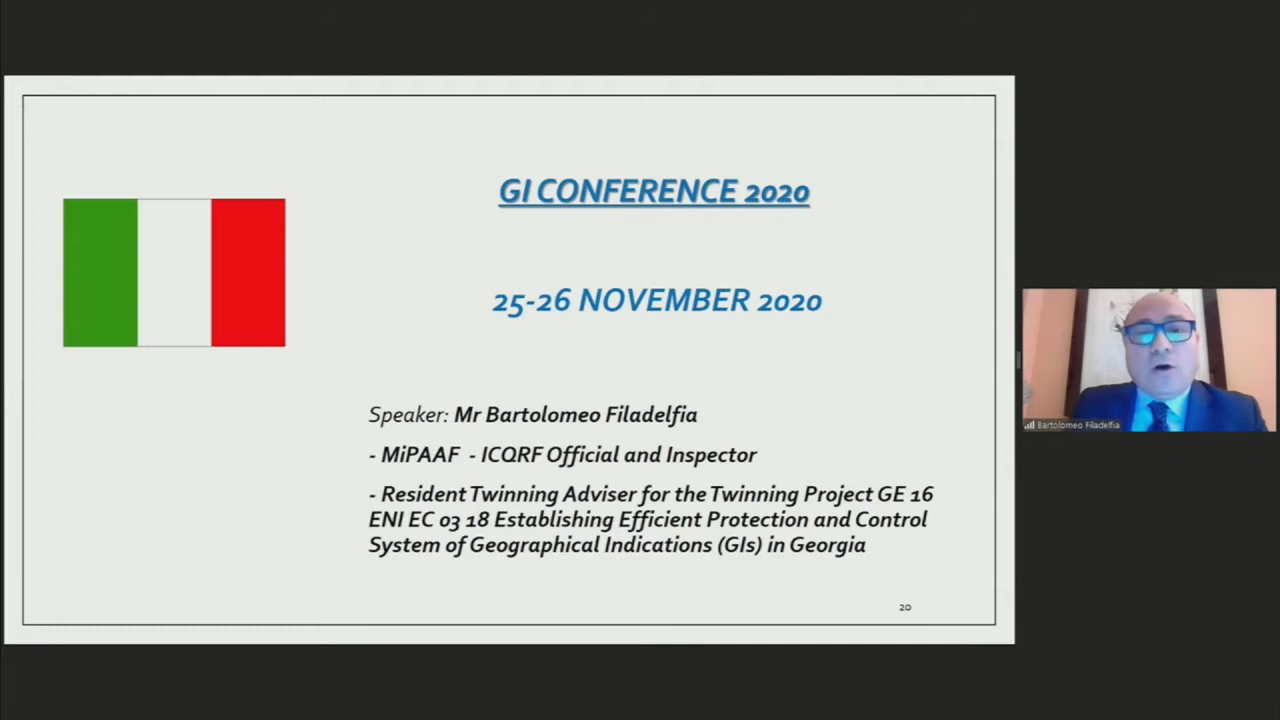 GI CONFERENCE 2020
25-26 NOVEMBER 2020
Speaker: Mr Bartolomeo Filadelfia
- MiPAAF - ICQRF Official and Inspector
- Resident Twinning Adviser for the Twinning Project GE 16
ENI EC 03 18 Establishing Efficient Protection and Control
System of Geographical Indications (GIs) in Georgia
20
Bartolomeo Filadelfia